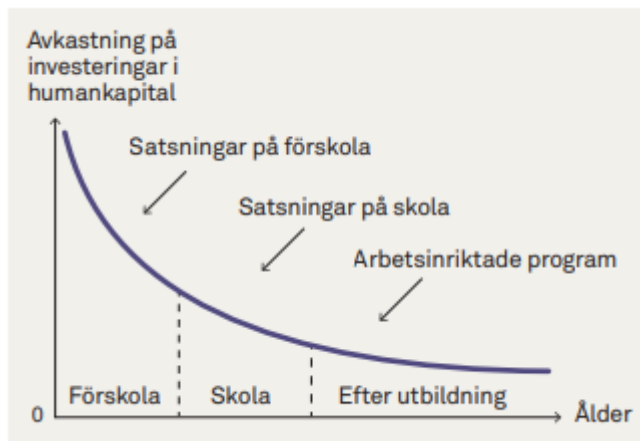 Avkastning på
investeringar i
humankapital
Satsningar på förskola
Satsningar på skola
Arbetsinriktade program
Förskola
Skola
Efter utbildning
0
Ålder